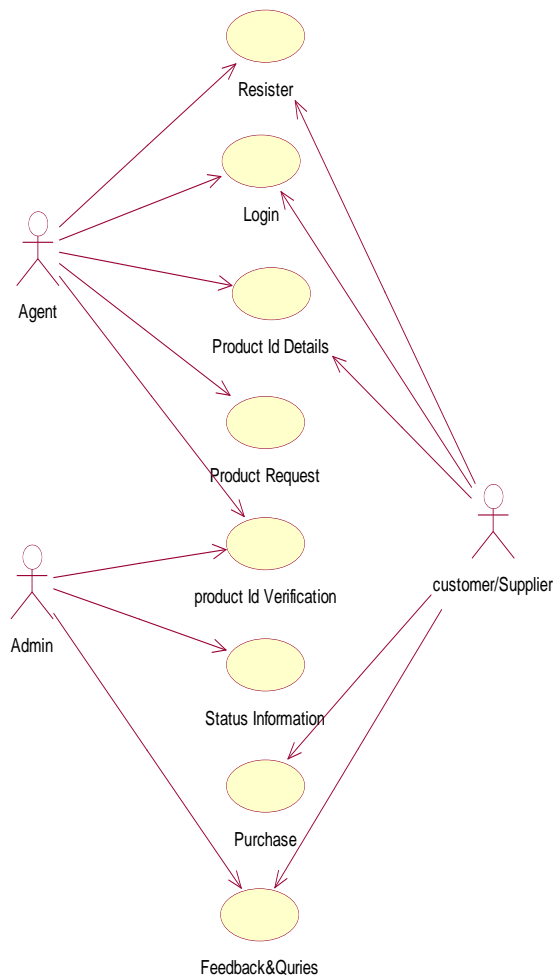 Resister
Login
Agent
Product Id Details
Product Request
product Id Verification
customer/Supplier
Admin
Status Information
Purchase
Feedback&Quries